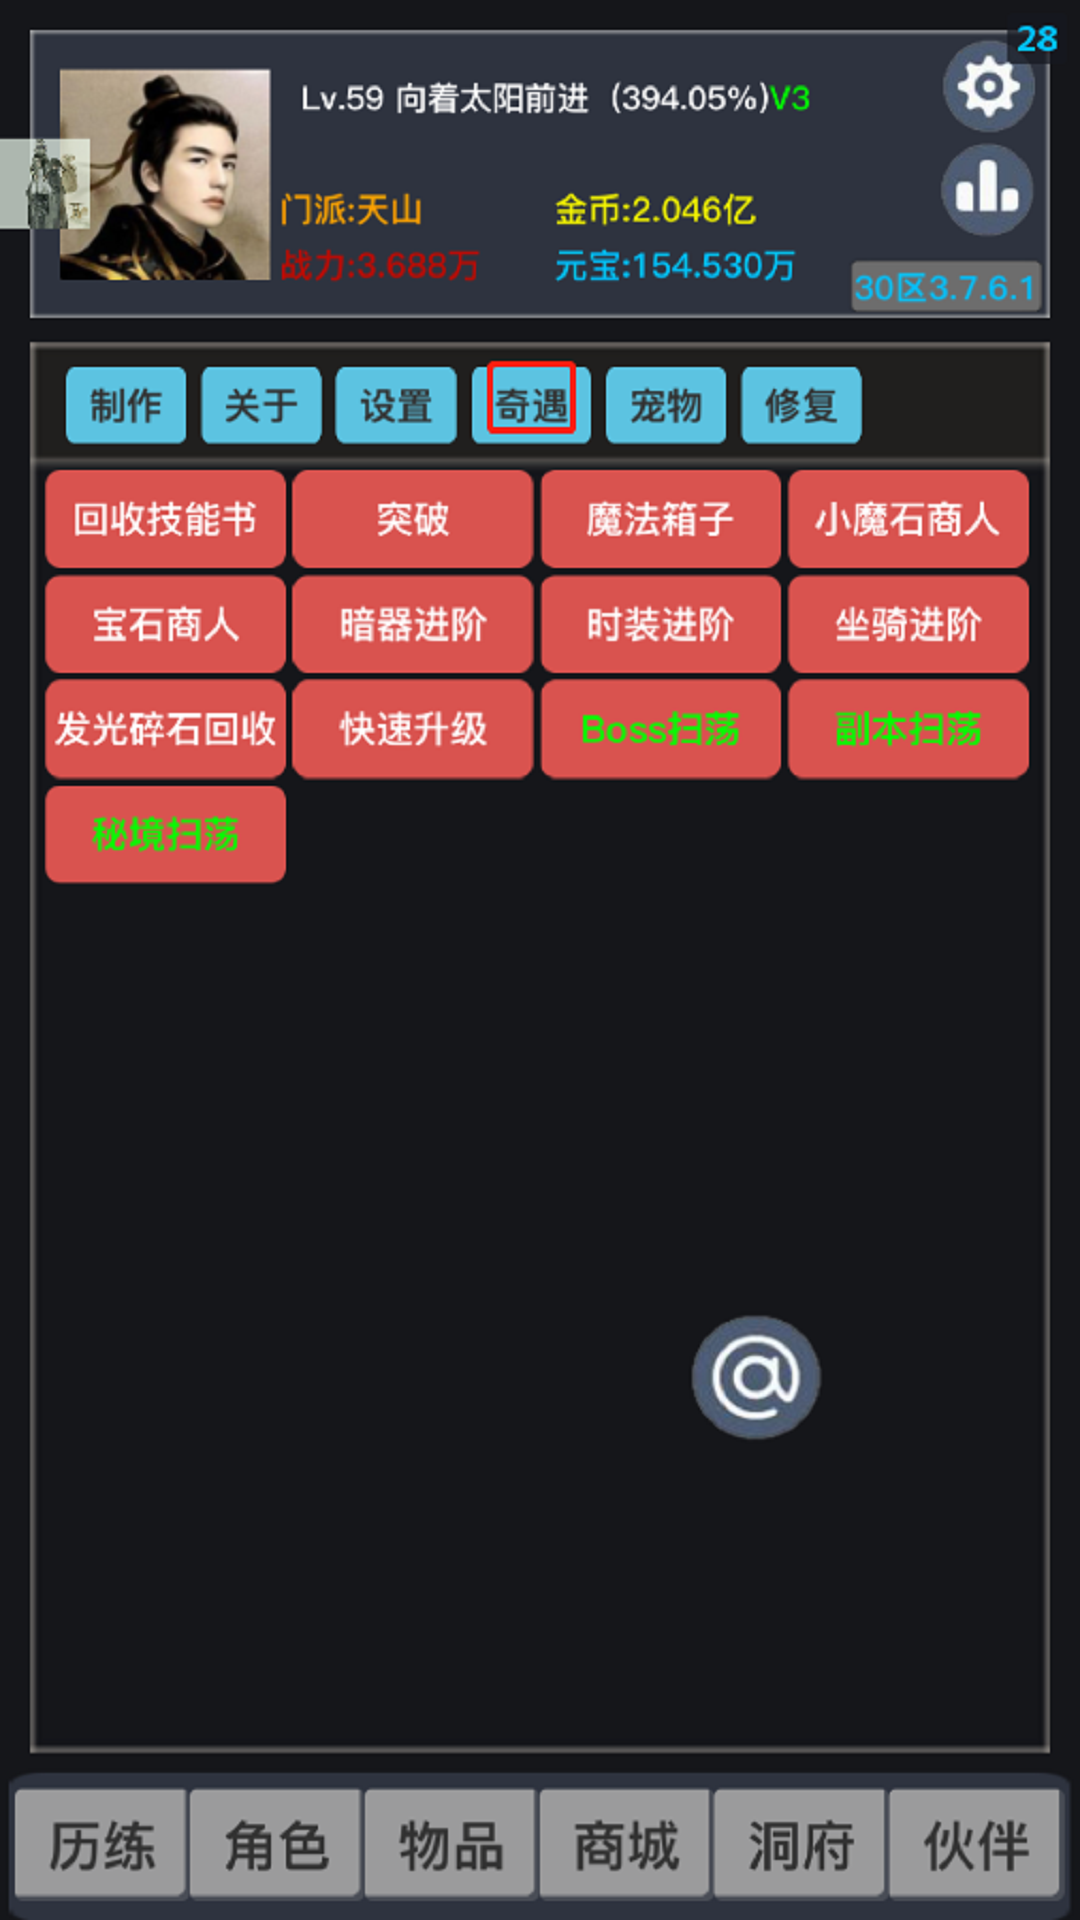 28
Lv.59 向着太阳前进 (394.05%)V3
门派:天山 金币:2.046亿
战力:3.688万 元宝:154.530万
30区3.7.6.1
制作 关于 设置 奇遇 宠物 修复
回收技能书 突破 魔法箱子 小魔石商人
宝石商人 暗器进阶 时装进阶 坐骑进阶
发光碎石回收 快速升级 Boss扫荡 副本扫荡
秘境扫荡
@
历练 角色 物品 商城 洞府 伙伴